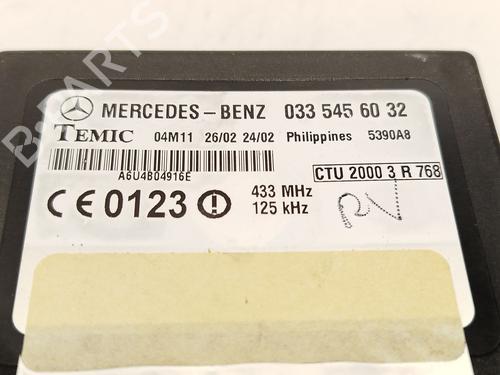 MERCEDES-BENZ 033 545 60 32
TEMIC 04M11 26/02 24/02 Philippines 5390A8
A6U4B04916E
CTU 2000 3 R 768
CE 0123 433 MHz
125 kHz
RV